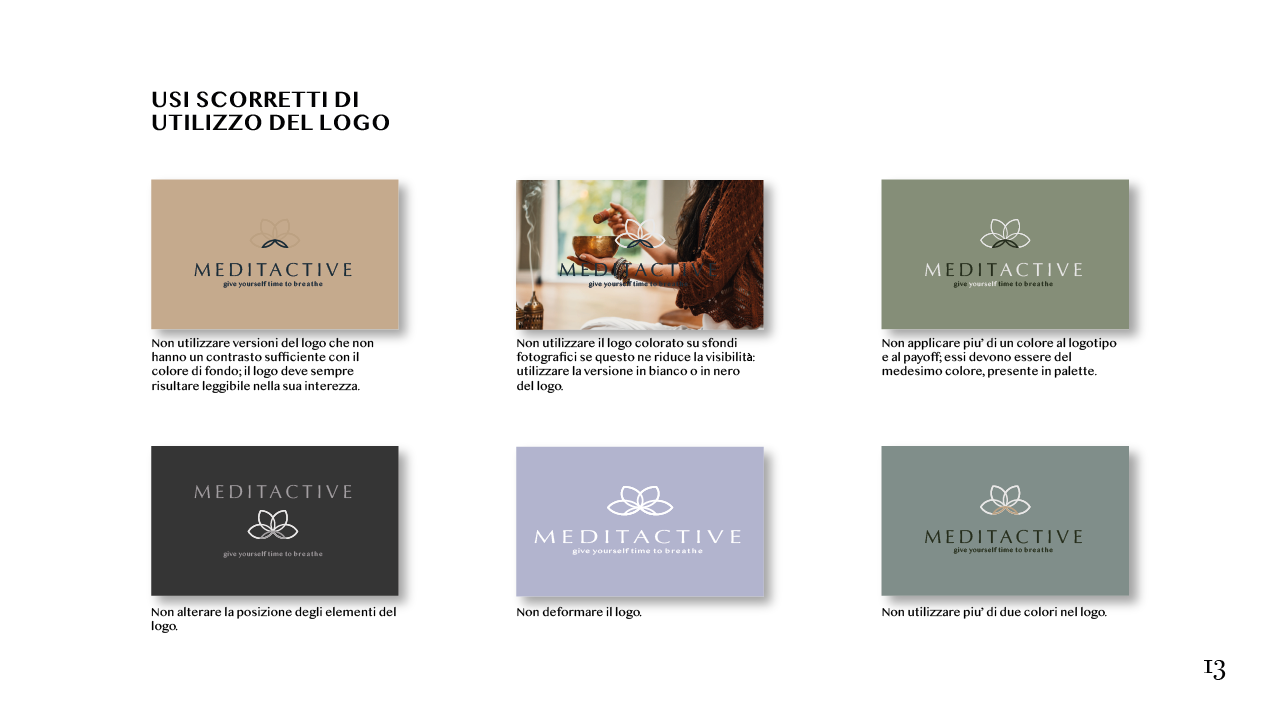 USI SCORRETTI DI
UTILIZZO DEL LOGO
MEDITACTIVE
give yourself time to breathe
Non utilizzare versioni del logo che non
hanno un contrasto sufficiente con il
colore di fondo; il logo deve sempre
risultare leggibile nella sua interezza.
MEDITACTIVE
give yourself time to breathe
Non utilizzare il logo colorato su sfondi
fotografici se questo ne riduce la visibilità:
utilizzare la versione in bianco o in nero
del logo.
MEDITACTIVE
give yourself time to breathe
Non applicare piu' di un colore al logotipo
e al payoff; essi devono essere del
medesimo colore, presente in palette.
MEDITACTIVE
give yourself time to breathe
Non alterare la posizione degli elementi del
logo.
MEDITACTIVE
give yourself time to breathe
Non deformare il logo.
MEDITACTIVE
give yourself time to breathe
Non utilizzare piu' di due colori nel logo.
13